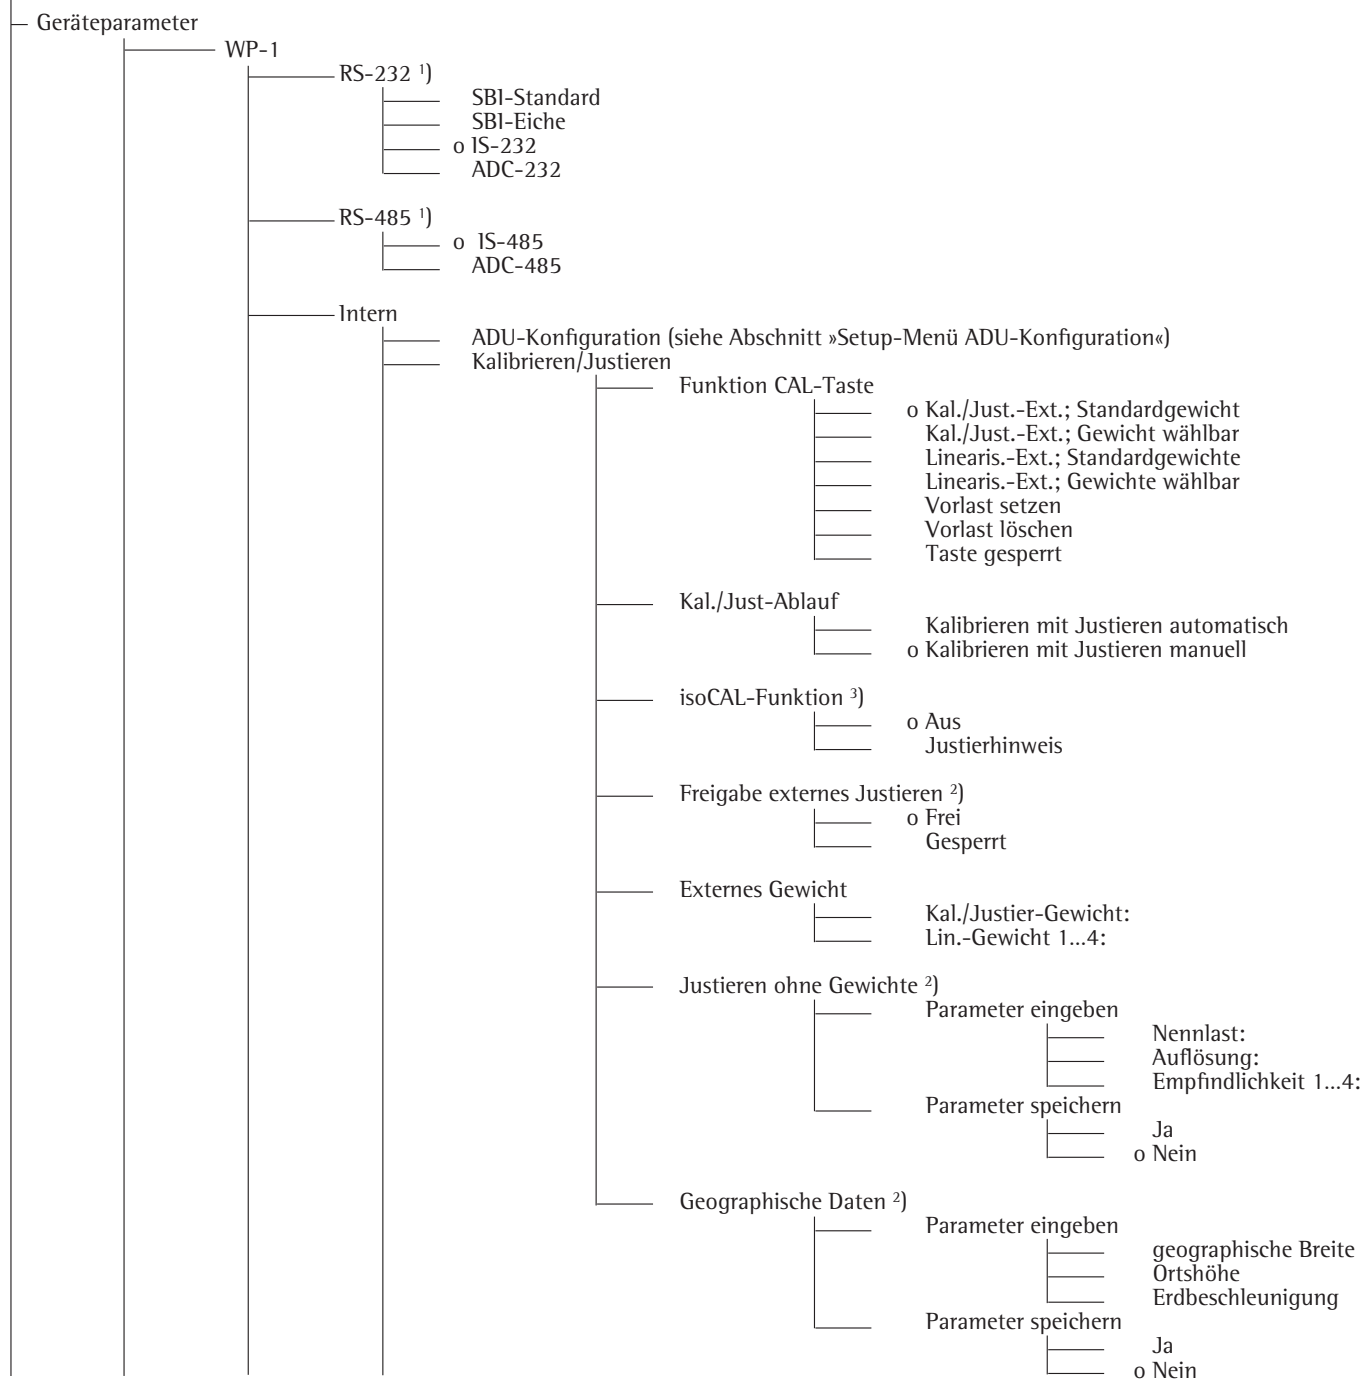 Geräteparameter
WP-1
RS-232 ¹)
SBI-Standard
SBI-Eiche
o IS-232
ADC-232
RS-485 ¹)
o IS-485
ADC-485
Intern
ADU-Konfiguration (siehe Abschnitt »Setup-Menü ADU-Konfiguration«)
Kalibrieren/Justieren
Funktion CAL-Taste
o Kal./Just.-Ext.; Standardgewicht
Kal./Just.-Ext.; Gewicht wählbar
Linearis.-Ext.; Standardgewichte
Linearis.-Ext.; Gewichte wählbar
Vorlast setzen
Vorlast löschen
Taste gesperrt
Kal./Just-Ablauf
Kalibrieren mit Justieren automatisch
o Kalibrieren mit Justieren manuell
isoCAL-Funktion ³)
o Aus
Justierhinweis
Freigabe externes Justieren ²)
o Frei
Gesperrt
Externes Gewicht
Kal./Justier-Gewicht:
Lin.-Gewicht 1...4:
Justieren ohne Gewichte ²)
Parameter eingeben
Nennlast:
Auflösung:
Empfindlichkeit 1...4:
Parameter speichern
Ja
o Nein
Geographische Daten ²)
Parameter eingeben
geographische Breite
Ortshöhe
Erdbeschleunigung
Parameter speichern
Ja
o Nein